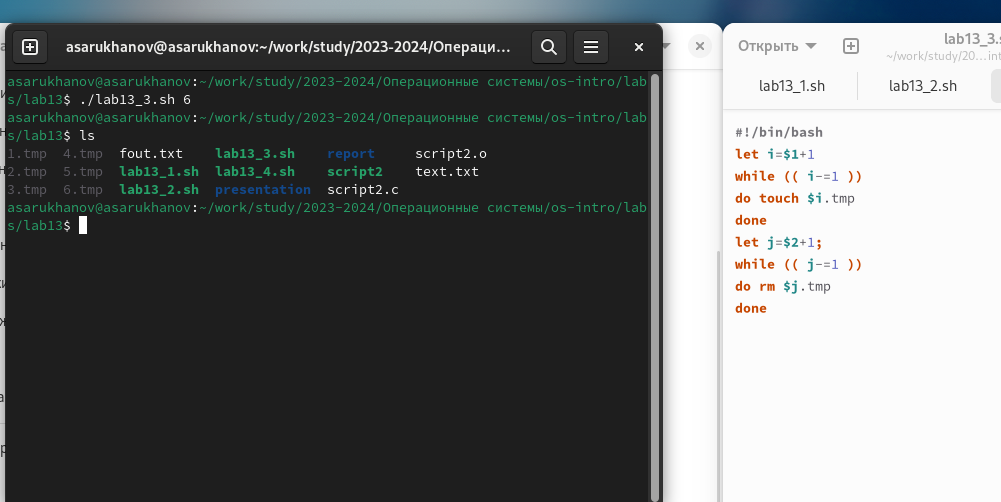 asarukhanov@asarukhanov:~/work/study/2023-2024/Операци...
asarukhanov@asarukhanov:~/work/study/2023-2024/Операционные системы/os-intro/lab
s/lab13$ ./lab13_3.sh 6
asarukhanov@asarukhanov:~/work/study/2023-2024/Операционные системы/os-intro/lab
s/lab13$ ls
1.tmp 4.tmp fout.txt lab13_3.sh report script2.o
2.tmp 5.tmp lab13_1.sh lab13_4.sh script2 text.txt
3.tmp 6.tmp lab13_2.sh presentation script2.c
asarukhanov@asarukhanov:~/work/study/2023-2024/Операционные системы/os-intro/lab
s/lab13$
Открыть
lab13_3.s
~/work/study/20...int
lab13_1.sh lab13_2.sh
#!/bin/bash
let i=$1+1
while (( i-=1 ))
do touch $i.tmp
done
let j=$2+1;
while (( j-=1 ))
do rm $j.tmp
done